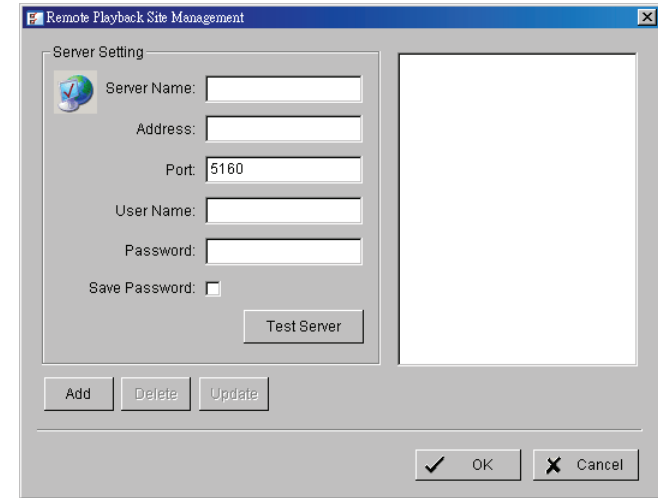 Remote Playback Site Management
Server Setting
Server Name:
Address:
Port: 5160
User Name:
Password:
Save Password:
Test Server
Add Delete Update
OK Cancel